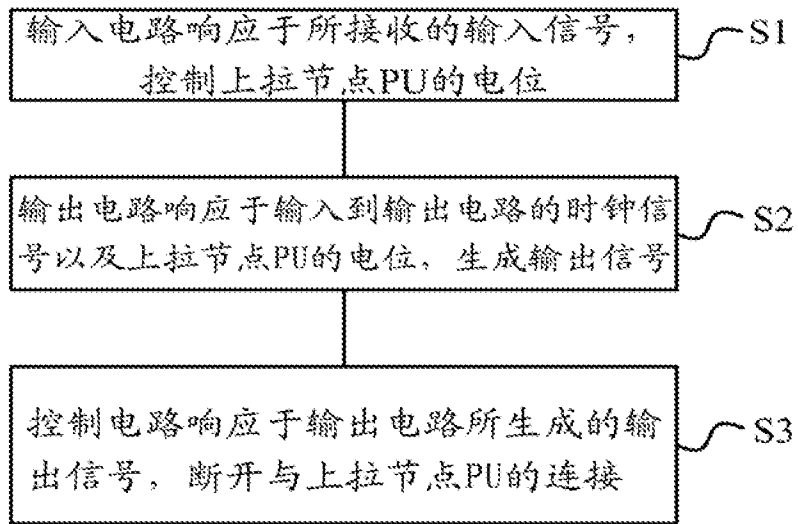 输入电路响应于所接收的输入信号，
控制上拉节点PU的电位
S1
输出电路响应于输入到输出电路的时钟信
号以及上拉节点PU的电位，生成输出信号
S2
控制电路响应于输出电路所生成的输
出信号，断开与上拉节点PU的连接
S3